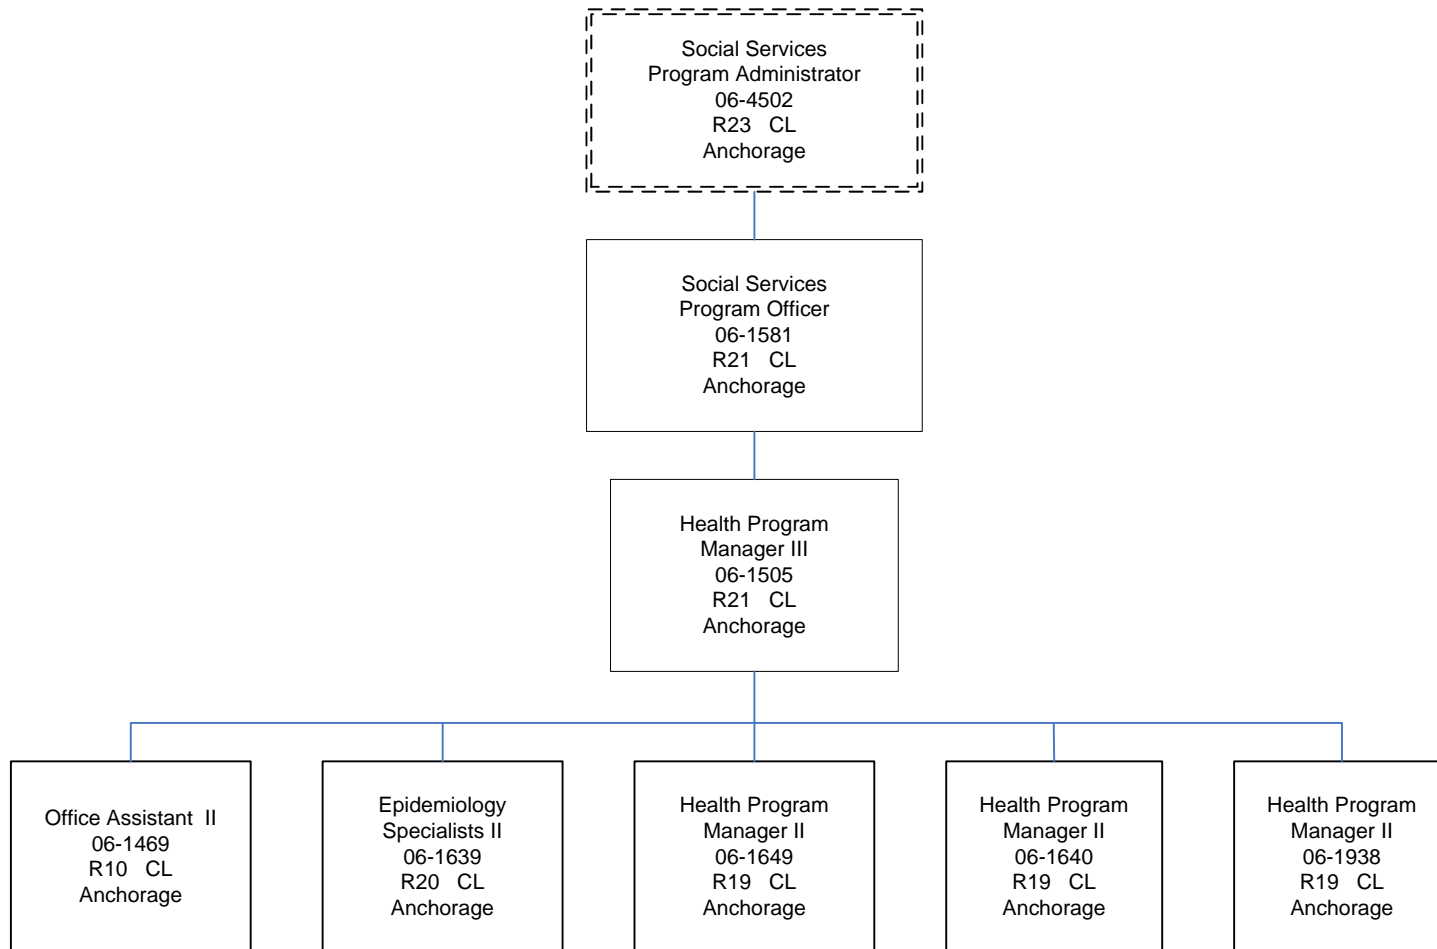 Social Services
Program Administrator
06-4502
R23 CL
Anchorage
Social Services
Program Officer
06-1581
R21 CL
Anchorage
Health Program
Manager III
06-1505
R21 CL
Anchorage
Office Assistant II
06-1469
R10 CL
Anchorage
Epidemiology
Specialists II
06-1639
R20 CL
Anchorage
Health Program
Manager II
06-1649
R19 CL
Anchorage
Health Program
Manager II
06-1640
R19 CL
Anchorage
Health Program
Manager II
06-1938
R19 CL
Anchorage